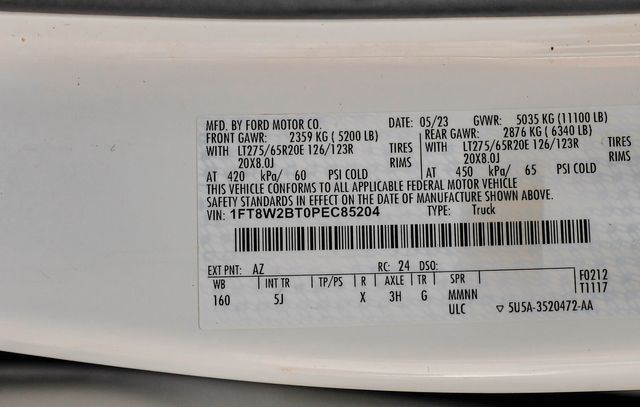 MFD. BY FORD MOTOR CO. DATE: 05/23 GVWR: 5035 KG (11100 LB)
FRONT GAWR: 2359 KG (5200 LB) REAR GAWR: 2876 KG (6340 LB)
WITH LT275/65R20E 126/123R TIRES WITH LT275/65R20E 126/123R TIRES
20X8.0J RIMS 20X8.0J RIMS
AT 420 kPa/ 60 PSI COLD AT 450 kPa/ 65 PSI COLD
THIS VEHICLE CONFORMS TO ALL APPLICABLE FEDERAL MOTOR VEHICLE
SAFETY STANDARDS IN EFFECT ON THE DATE OF MANUFACTURE SHOWN ABOVE.
VIN: 1FT8W2BT0PEC85204 TYPE: Truck
EXT PNT: AZ RC: 24 DSO: F0212
WB INT TR TP/PS R AXLE TR SPR T1117
160 5J X 3H G MMNN
ULC ▽ 5U5A-3520472-AA